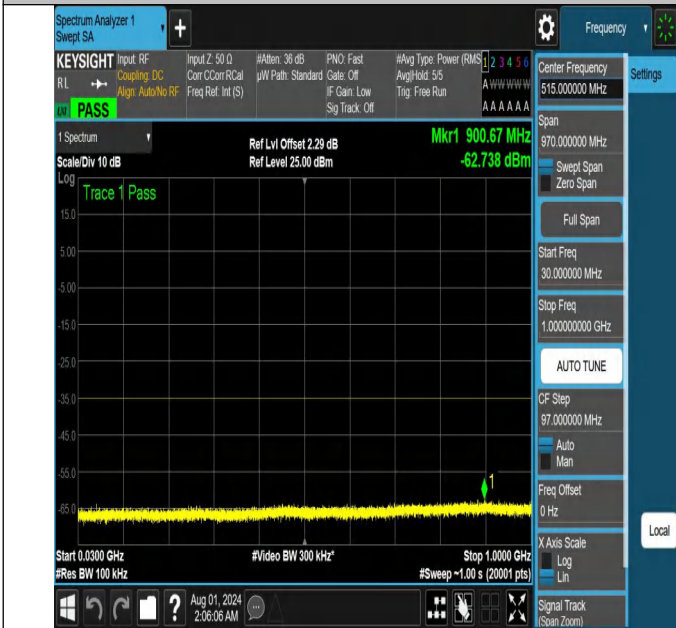 Spectrum Analyzer 1
Swept SA
+
Frequency
KEYSIGHT
RL
PASS
Input: RF
Coupling: DC
Align: Auto/No RF
Input Z: 50 Ω
Corr CCorr RCal
Freq Ref: Int (S)
#Atten: 36 dB
µW Path: Standard
PNO: Fast
Gate: Off
IF Gain: Low
Sig Track: Off
#Avg Type: Power (RMS
Avg|Hold: 5/5
Trig: Free Run
1 2 3 4 5 6
A W W W W W
A A A A A A
1 Spectrum
Scale/Div 10 dB
Log
Ref Lvl Offset 2.29 dB
Ref Level 25.00 dBm
Mkr1 900.67 MHz
-62.738 dBm
Trace 1 Pass
15.0
5.00
-5.00
-15.0
-25.0
-35.0
-45.0
-55.0
-65.0
1
Start 0.0300 GHz
#Res BW 100 kHz
#Video BW 300 kHz*
Stop 1.0000 GHz
#Sweep ~1.00 s (20001 pts)
Aug 01, 2024
2:06:06 AM
?
Center Frequency
515.000000 MHz
Span
970.000000 MHz
Swept Span
Zero Span
Full Span
Start Freq
30.000000 MHz
Stop Freq
1.000000000 GHz
AUTO TUNE
CF Step
97.000000 MHz
Auto
Man
Freq Offset
0 Hz
X Axis Scale
Log
Lin
Signal Track
(Span Zoom)
Settings
Local